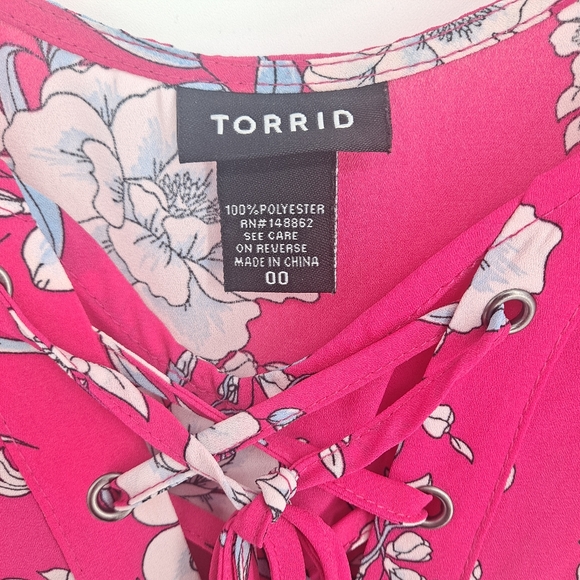 TORRID
100%POLYESTER
RN#148862
SEE CARE
ON REVERSE
MADE IN CHINA
00